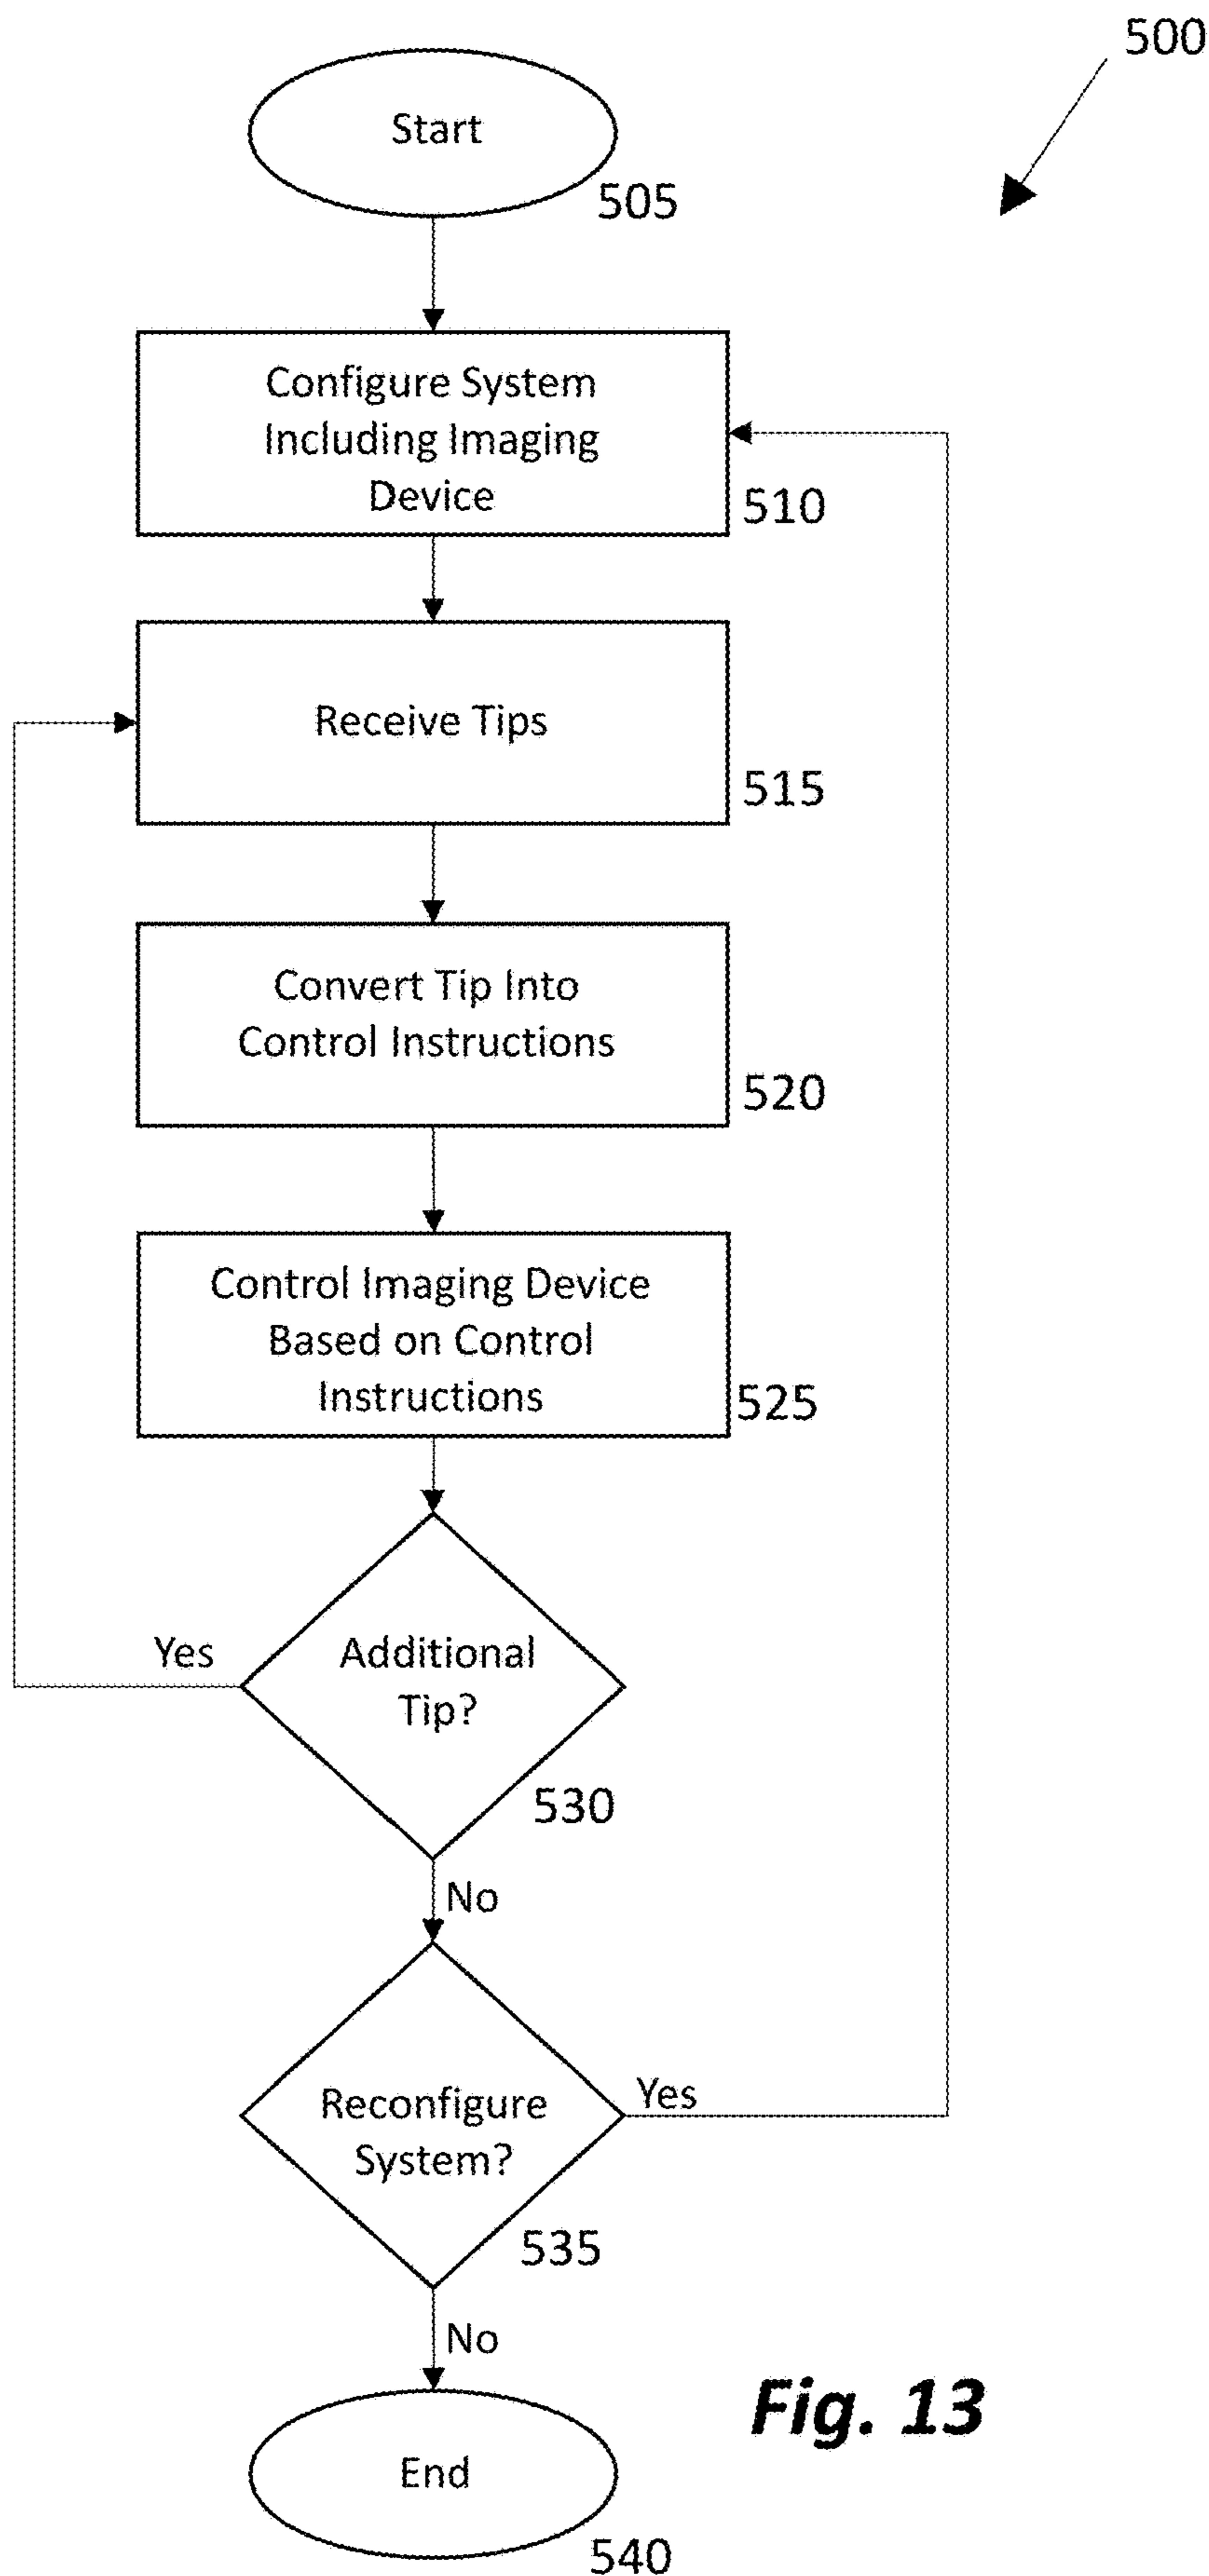 500
Start
505
Configure System
Including Imaging
Device
510
Receive Tips
515
Convert Tip Into
Control Instructions
520
Control Imaging Device
Based on Control
Instructions
525
Yes
Additional
Tip?
530
No
Reconfigure
System?
Yes
535
No
Fig. 13
End
540